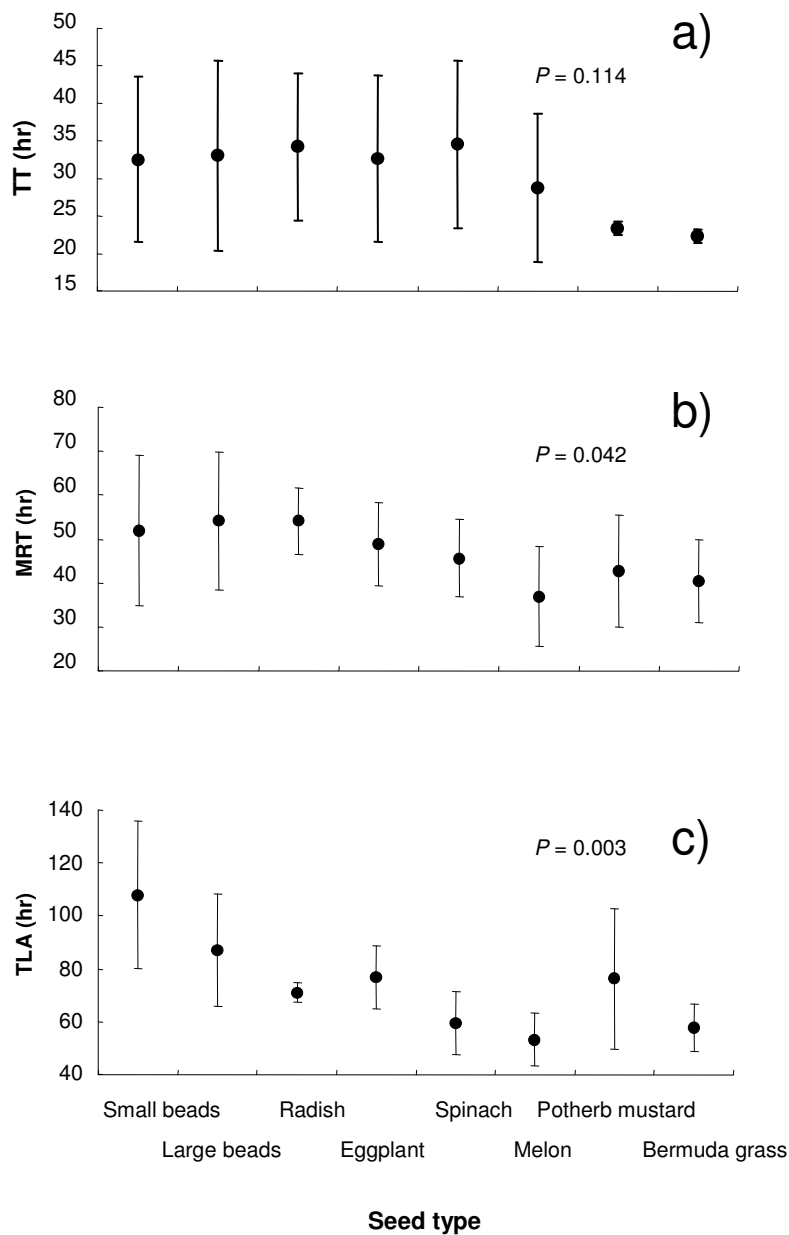 a)
P = 0.114
TT (hr)
50
45
40
35
30
25
20
15
b)
P = 0.042
MRT (hr)
80
70
60
50
40
30
20
c)
P = 0.003
TLA (hr)
140
120
100
80
60
40
Small beads Radish Spinach Potherb mustard
Large beads Eggplant Melon Bermuda grass
Seed type